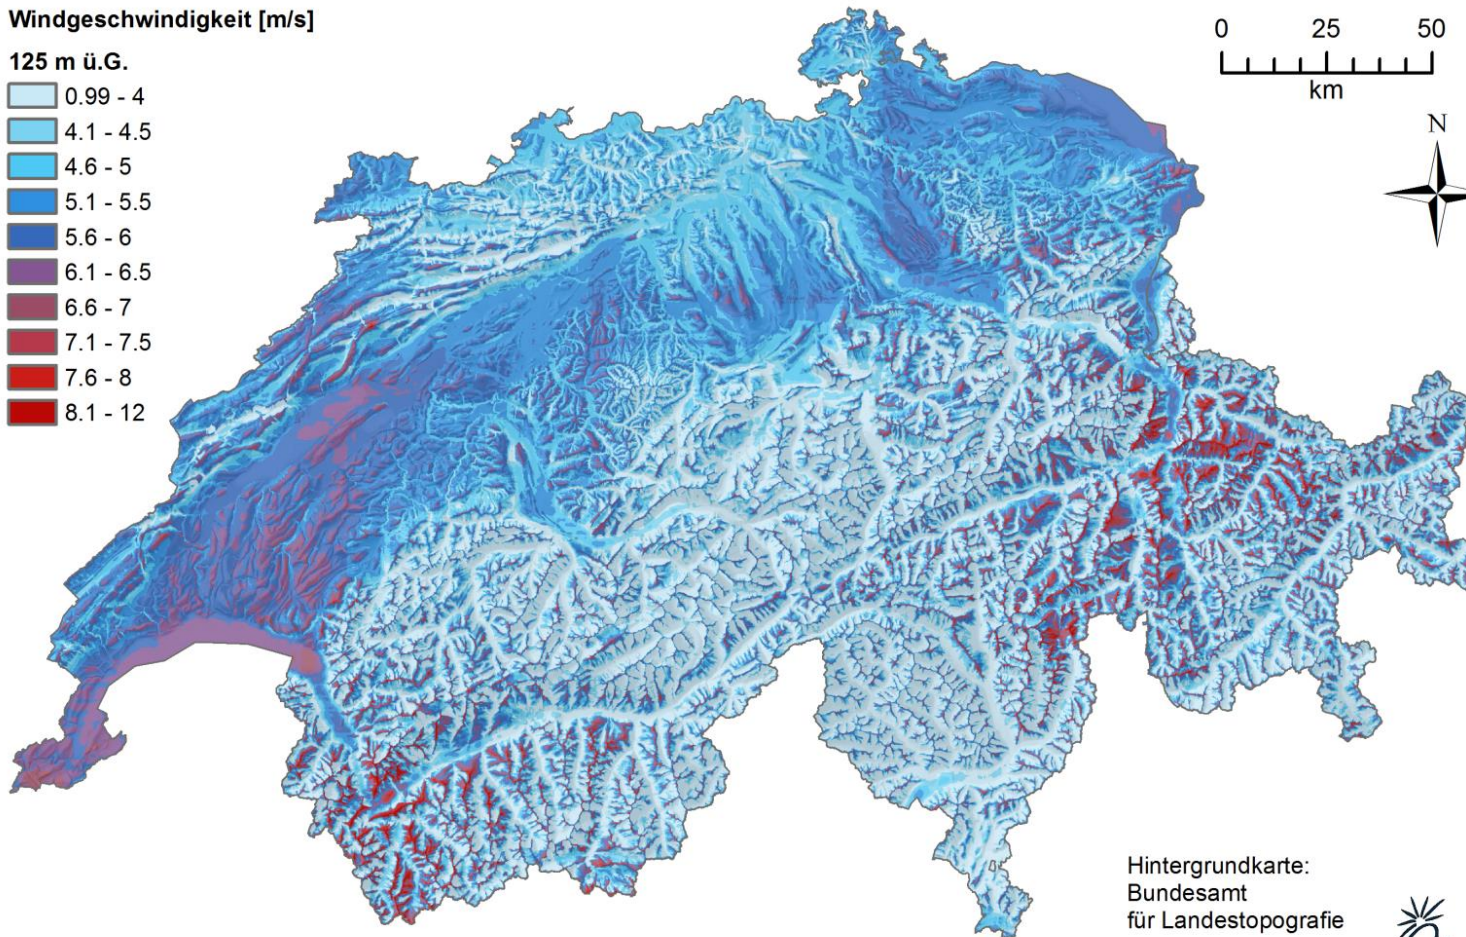 Windgeschwindigkeit [m/s]
125 m ü.G.
0.99 - 4
4.1 - 4.5
4.6 - 5
5.1 - 5.5
5.6 - 6
6.1 - 6.5
6.6 - 7
7.1 - 7.5
7.6 - 8
8.1 - 12
0 25 50
km
N
Hintergrundkarte:
Bundesamt
für Landestopografie